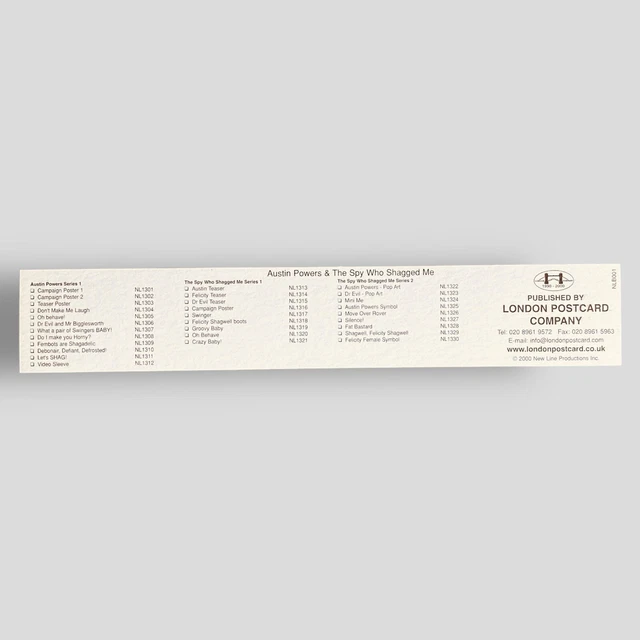 Austin Powers & The Spy Who Shagged Me
Austin Powers Series 1
❑ Campaign Poster 1 NL1301
❑ Campaign Poster 2 NL1302
❑ Teaser Poster NL1303
❑ Don't Make Me Laugh NL1304
❑ Oh behave! NL1305
❑ Dr Evil and Mr Bigglesworth NL1306
❑ What a pair of Swingers BABY! NL1307
❑ Do I make you Horny? NL1308
❑ Fembots are Shagadelic NL1309
❑ Debonair, Defiant, Defrosted! NL1310
❑ Let's SHAG! NL1311
❑ Video Sleeve NL1312
The Spy Who Shagged Me Series 1
❑ Austin Teaser NL1313
❑ Felicity Teaser NL1314
❑ Dr Evil Teaser NL1315
❑ Campaign Poster NL1316
❑ Swinger NL1317
❑ Felicity Shagwell boots NL1318
❑ Groovy Baby NL1319
❑ Oh Behave NL1320
❑ Crazy Baby! NL1321
The Spy Who Shagged Me Series 2
❑ Austin Powers - Pop Art NL1322
❑ Dr Evil - Pop Art NL1323
❑ Mini Me NL1324
❑ Austin Powers Symbol NL1325
❑ Move Over Rover NL1326
❑ Silence! NL1327
❑ Fat Bastard NL1328
❑ Shagwell, Felicity Shagwell NL1329
❑ Felicity Female Symbol NL1330
PUBLISHED BY
LONDON POSTCARD
COMPANY
Tel: 020 8961 9572 Fax: 020 8961 5963
E-mail: info@londonpostcard.com
www.londonpostcard.co.uk
© 2000 New Line Productions Inc.
NLB001